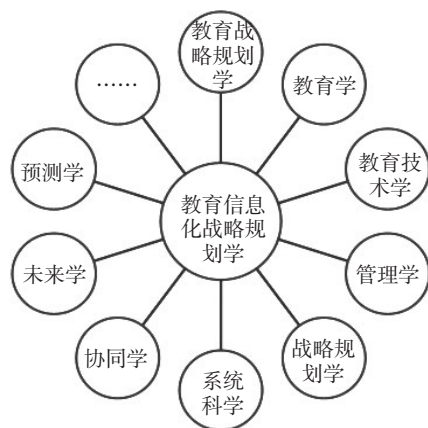 教育战
略规划
学
教育学
教育技
术学
管理学
战略规
划学
系统
科学
协同学
未来学
预测学
……
教育信息
化战略规
划学